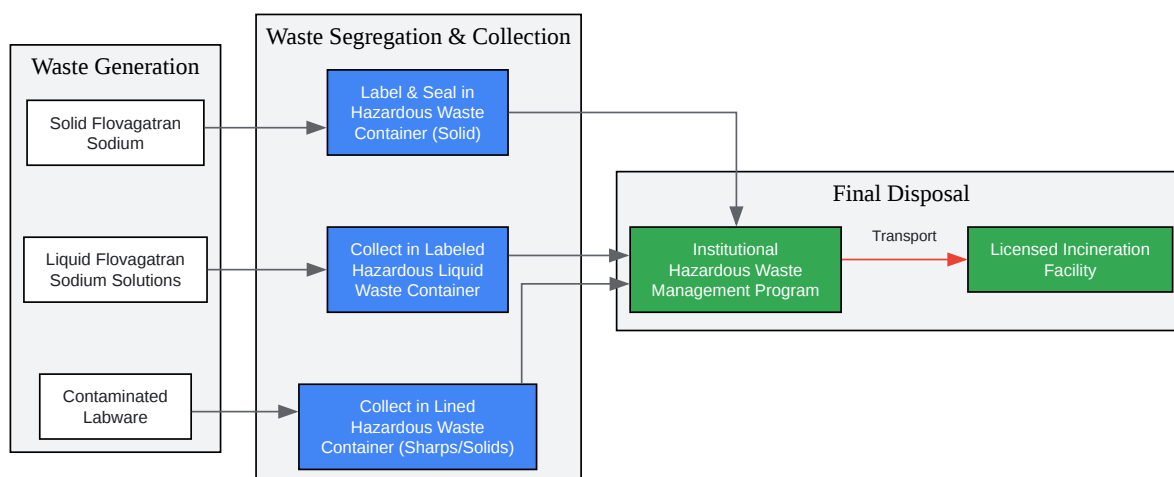 Waste Generation
Solid Flovagatran
Sodium
Liquid Flovagatran
Sodium Solutions
Contaminated
Labware
Waste Segregation & Collection
Label & Seal in
Hazardous Waste
Container (Solid)
Collect in Labeled
Hazardous Liquid
Waste Container
Collect in Lined
Hazardous Waste
Container (Sharps/Solids)
Final Disposal
Institutional
Hazardous Waste
Management Program
Transport
Licensed Incineration
Facility